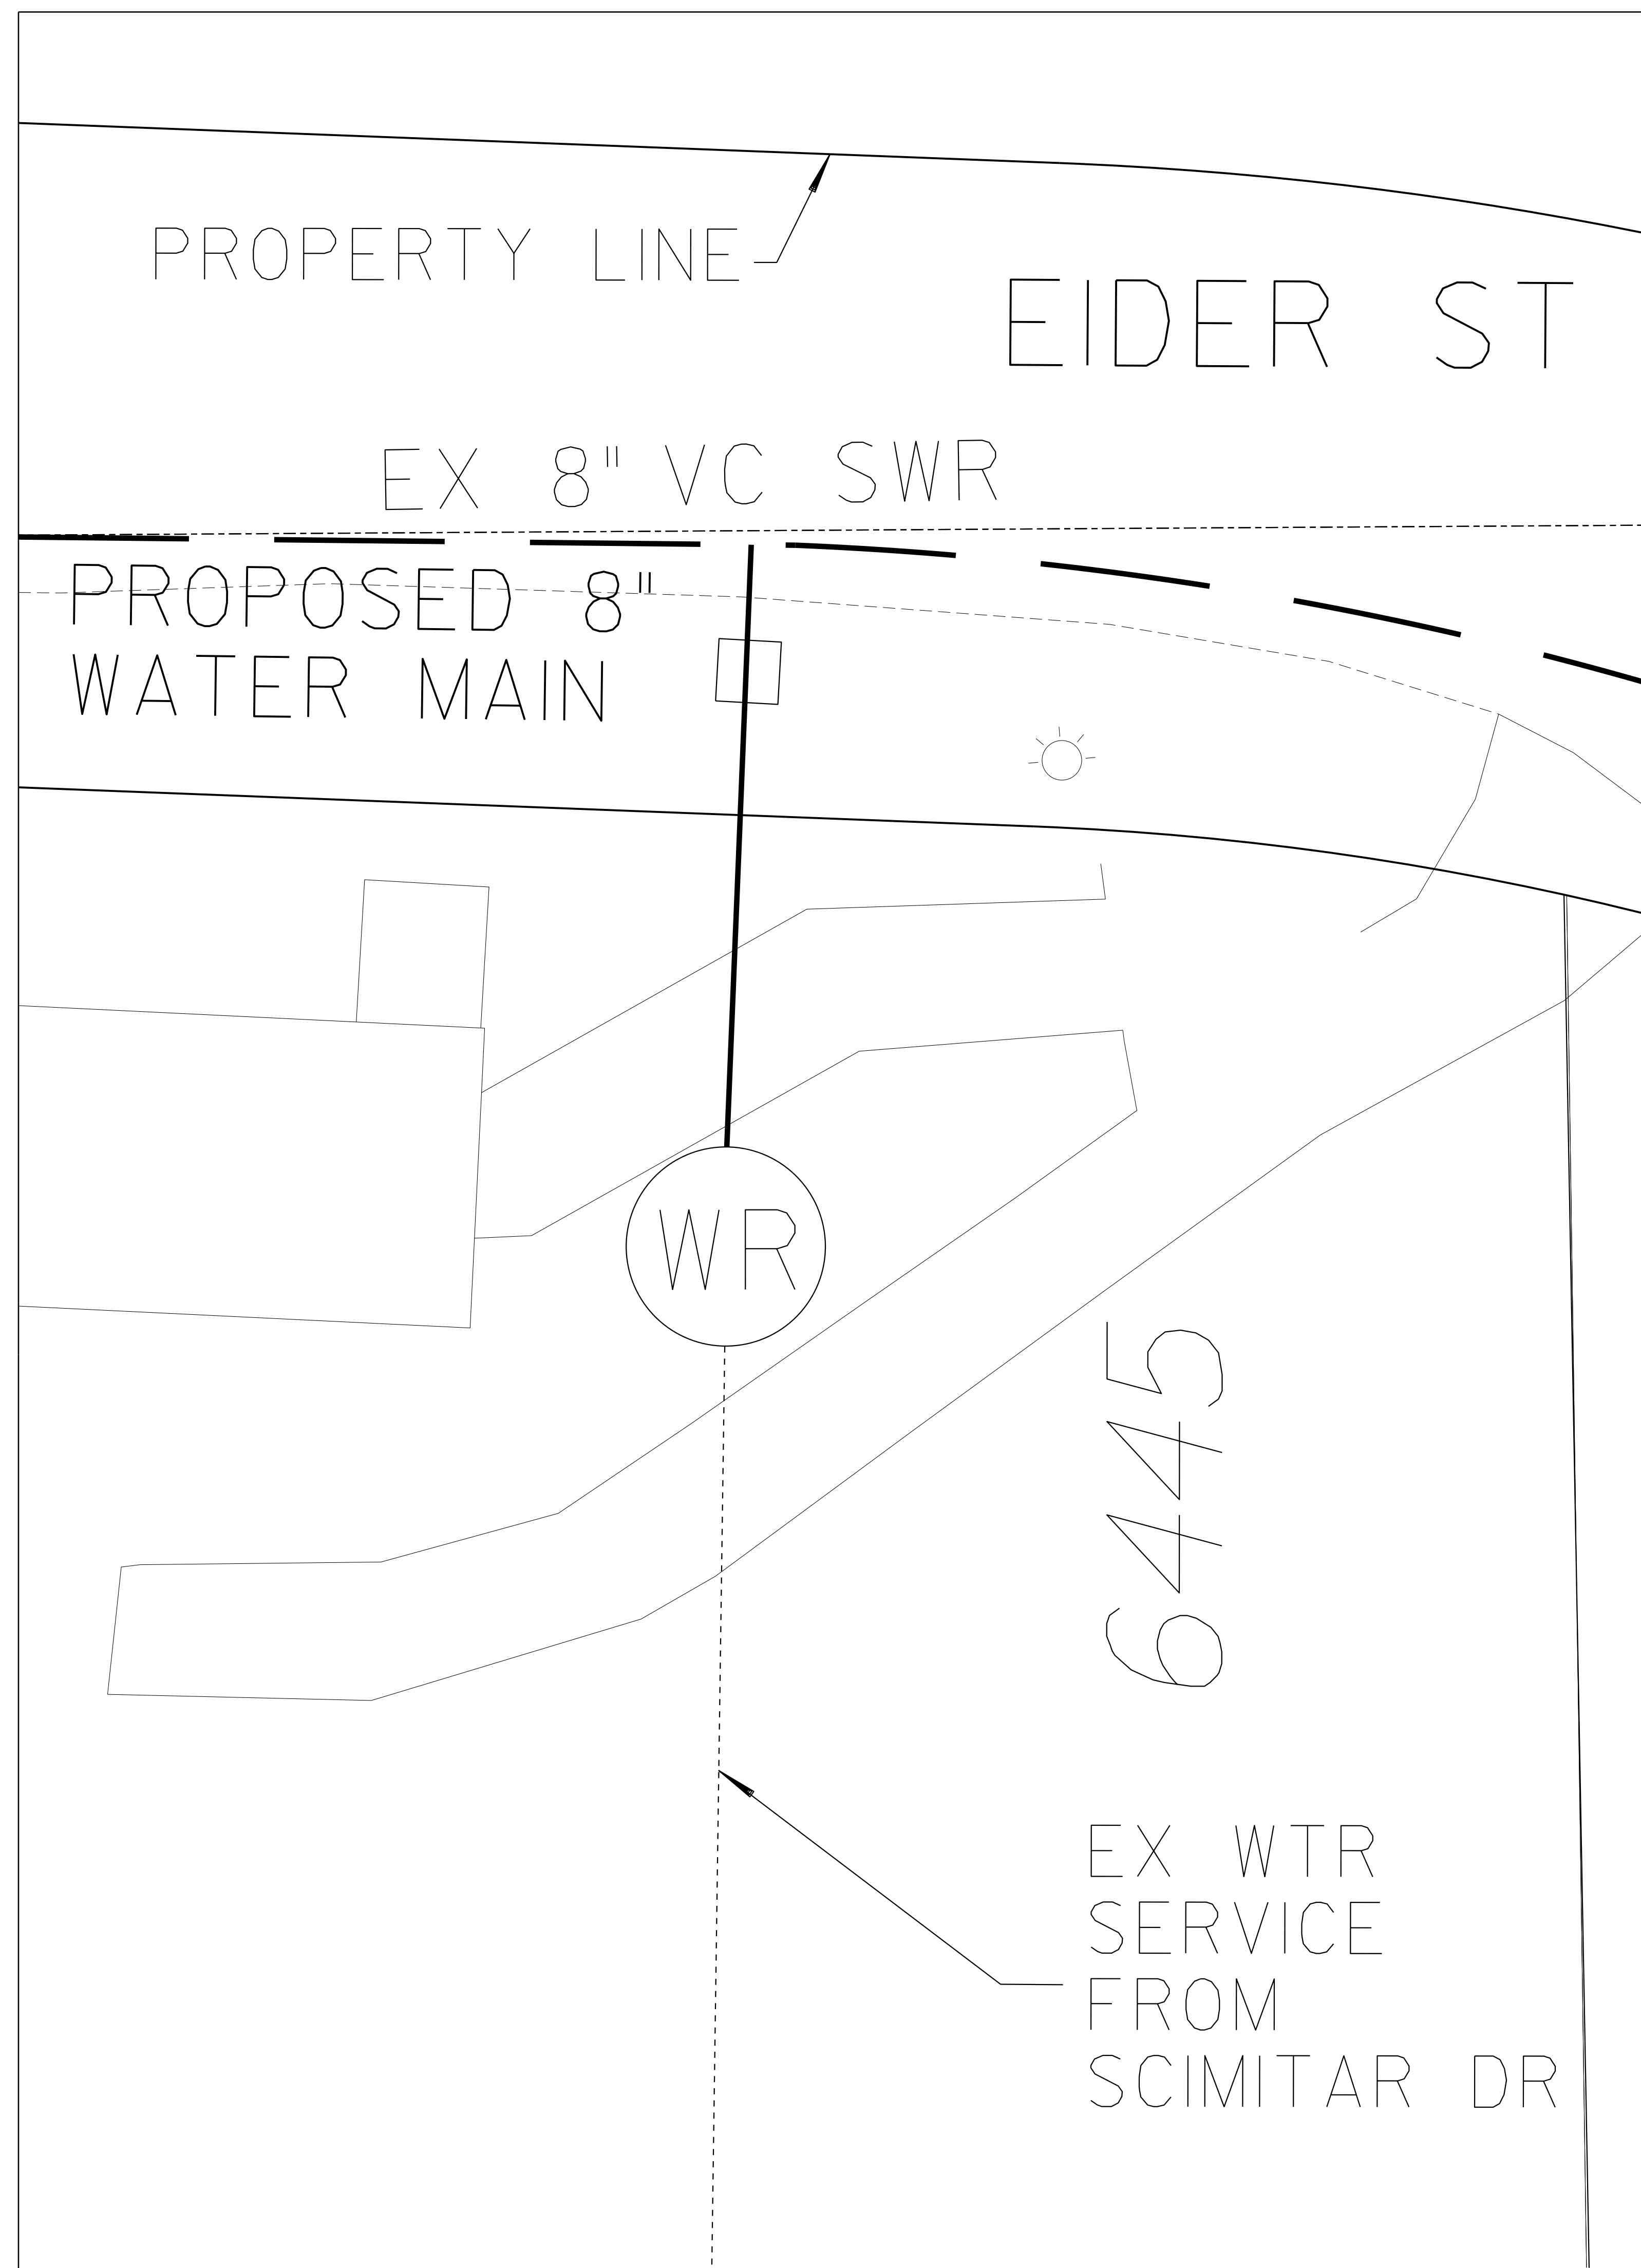 PROPERTY LINE
EIDER ST
EX 8" VC SWR
PROPOSED 8"
WATER MAIN
WR
6445
EX WTR
SERVICE
FROM
SCIMITAR DR